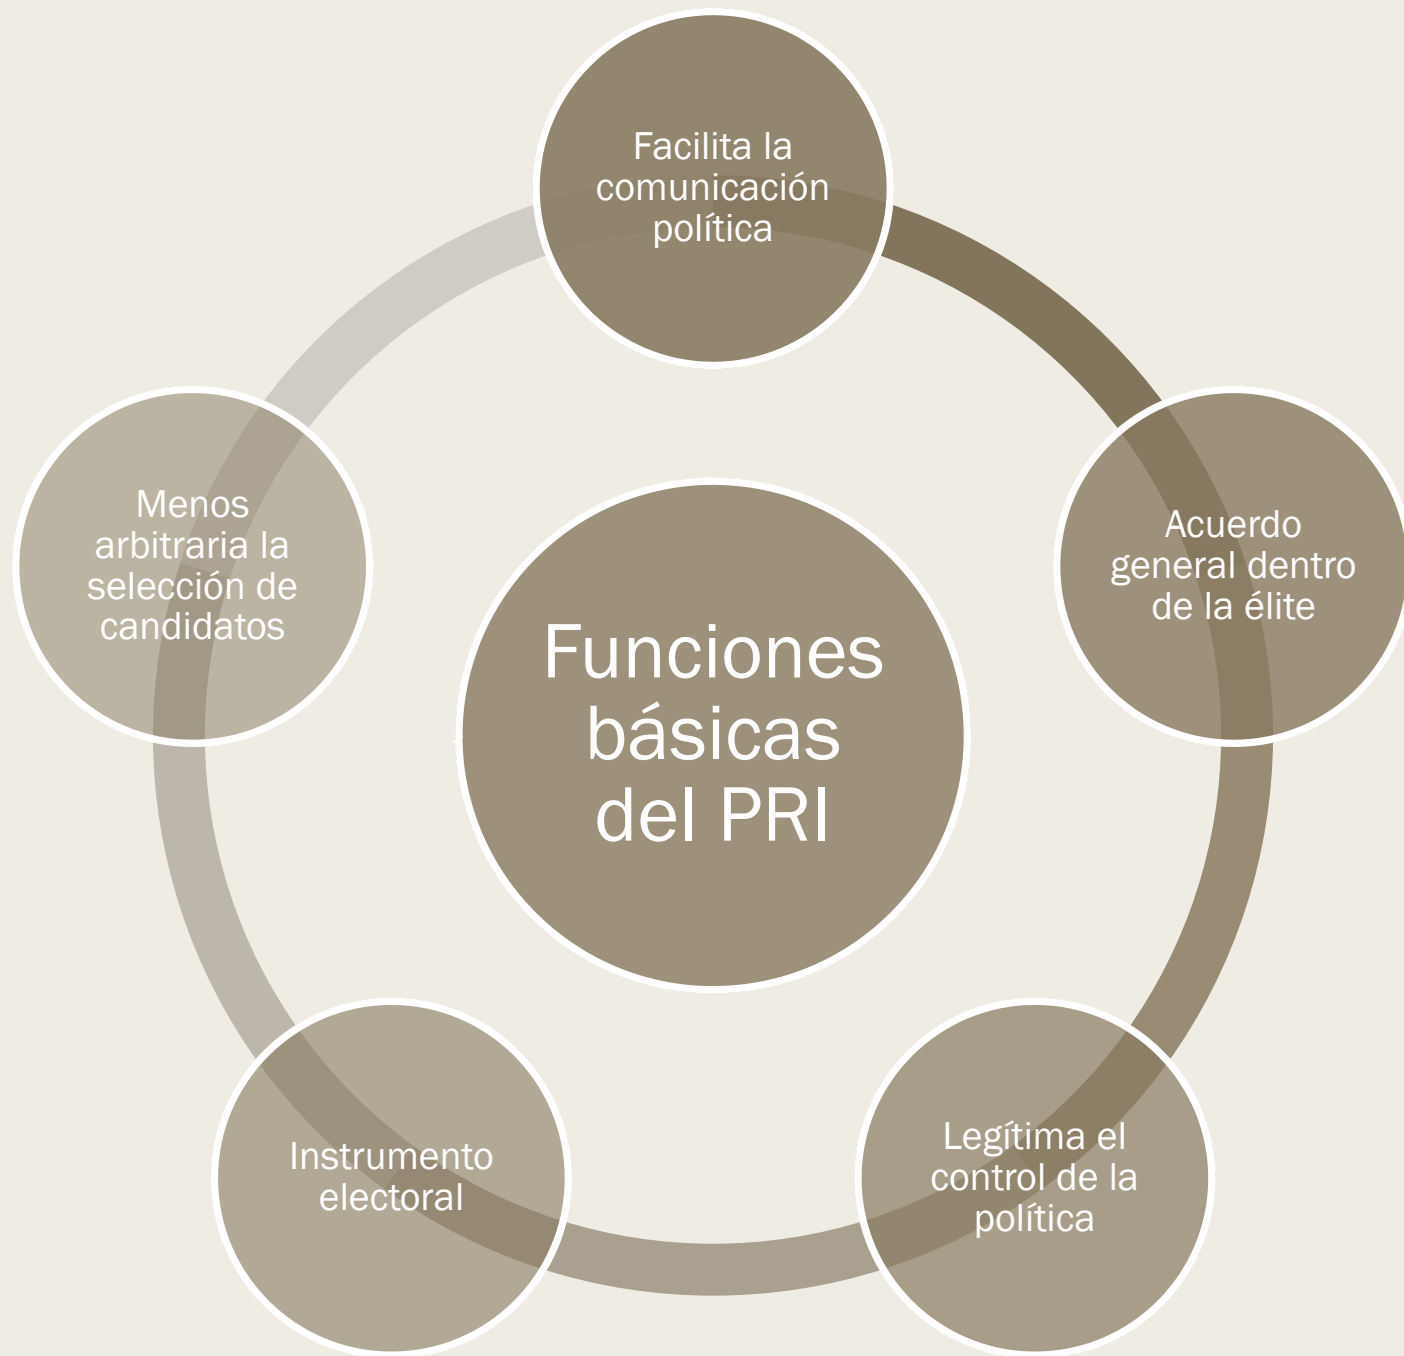 Facilita la
comunicación
política
Acuerdo
general dentro
de la élite
Legítima el
control de la
política
Instrumento
electoral
Menos
arbitraria la
selección de
candidatos
Funciones
básicas
del PRI